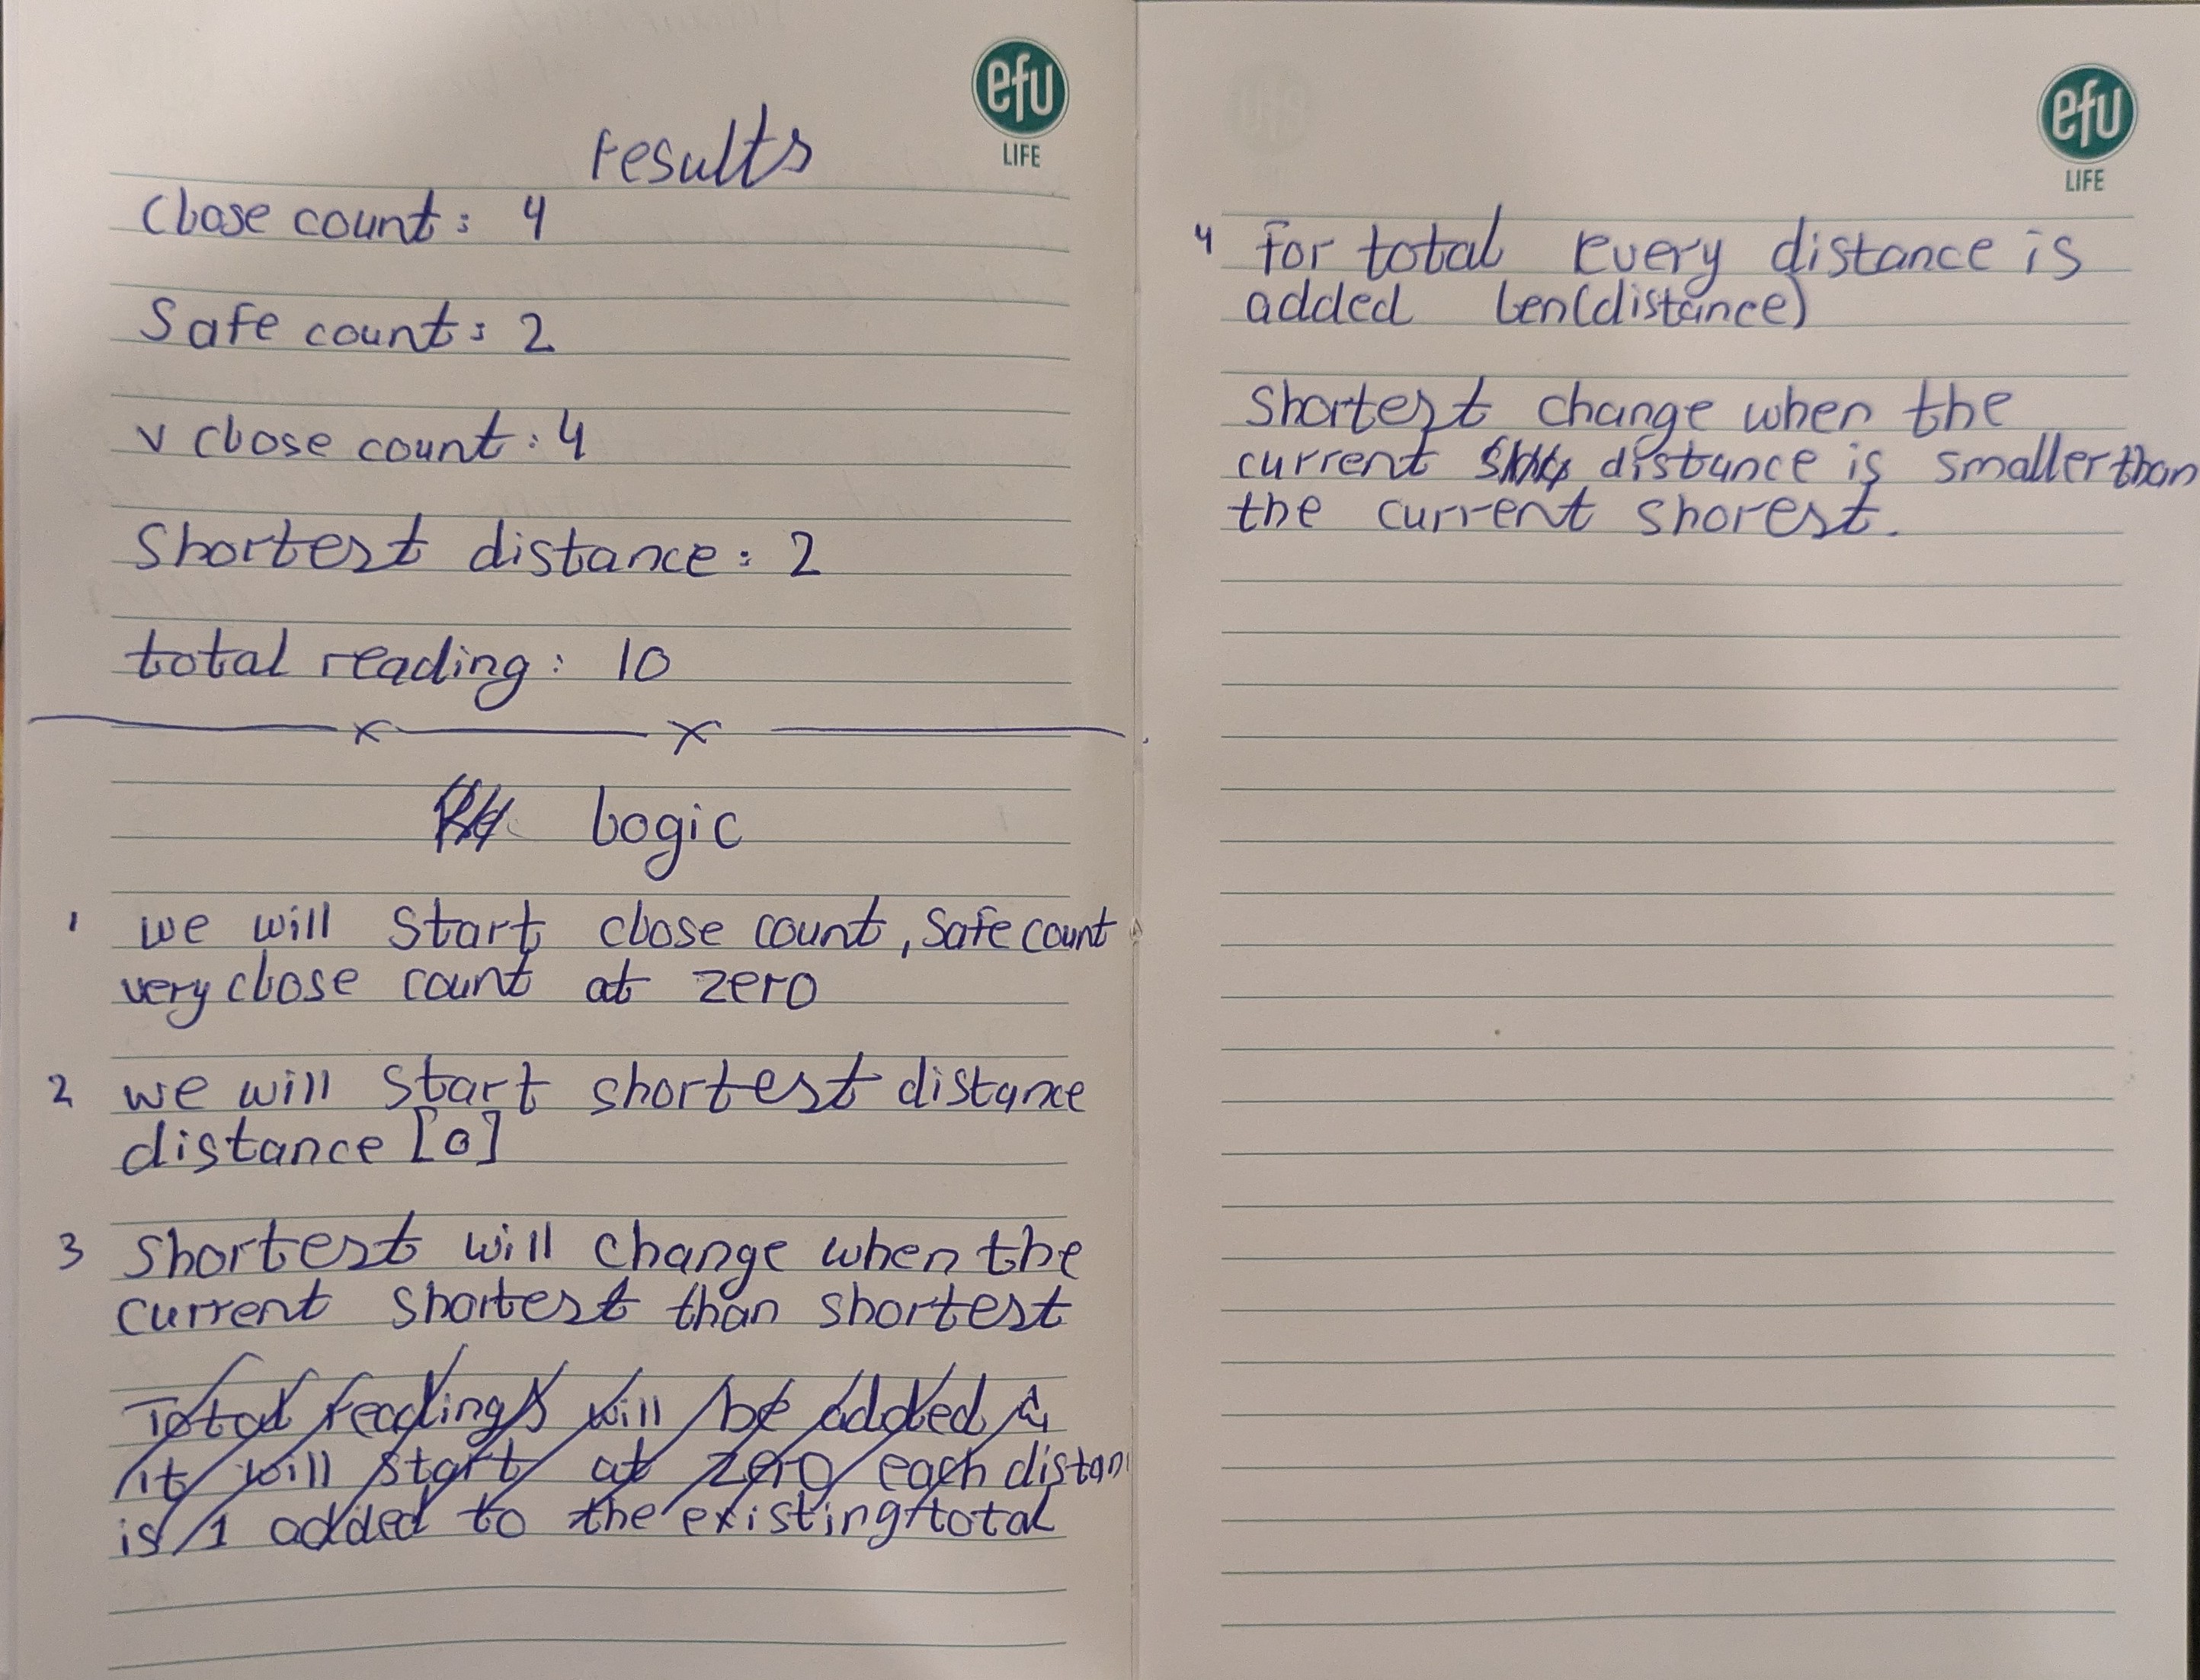 efu
LIFE
results
Close count: 4
Safe count: 2
v close count: 4
Shortest distance: 2
total reading: 10
logic
1 we will start close count, safe count
very close count at zero
2 we will start shortest distance
distance [0]
3 shortest will change when the
current shortest than shortest
Total readings will be added &
it will start at zero each distan
is 1 added to the existing total
efu
LIFE
4 for total every distance is
added len(distance)
Shortest change when the
current distance is smaller than
the current shorest.